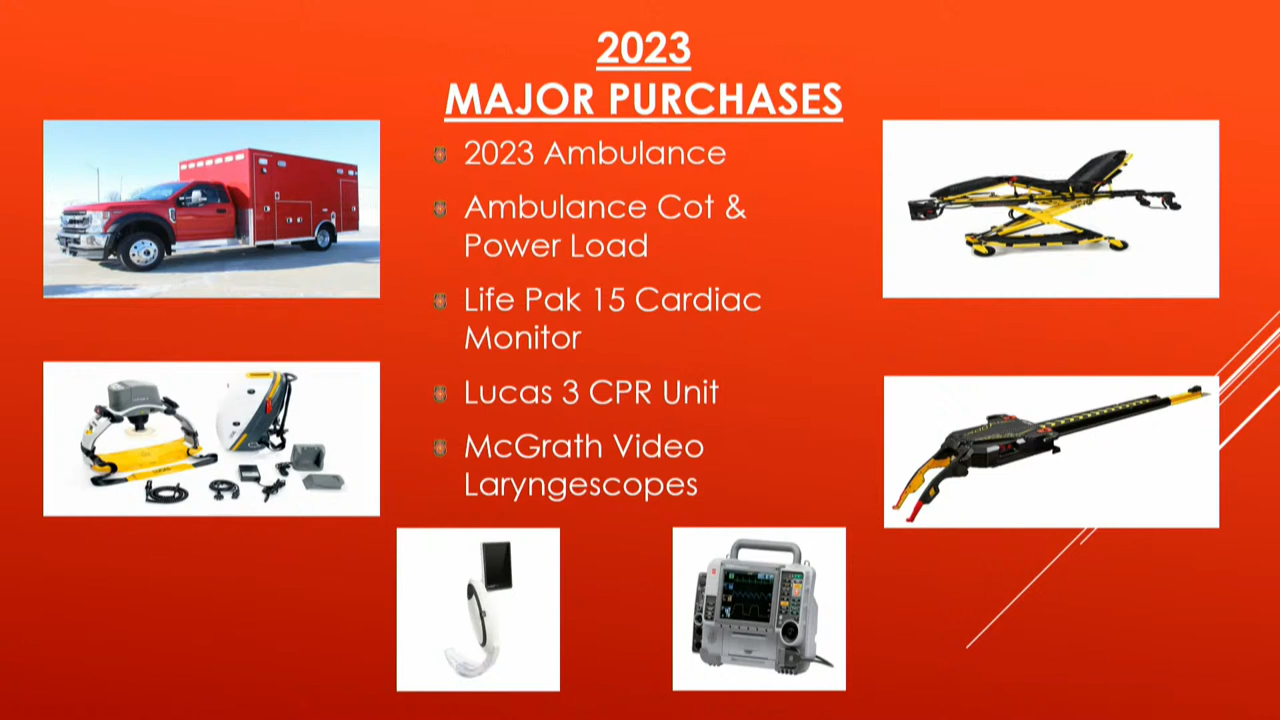 2023
MAJOR PURCHASES
2023 Ambulance
Ambulance Cot &
Power Load
Life Pak 15 Cardiac
Monitor
Lucas 3 CPR Unit
McGrath Video
Laryngescopes